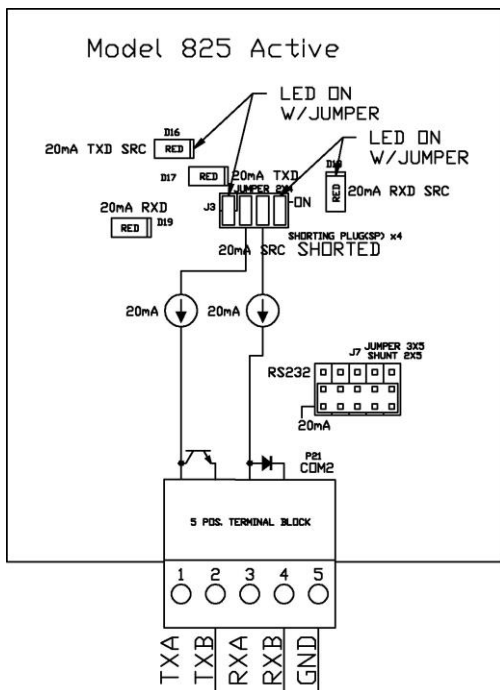 Model 825 Active
LED ON
W/JUMPER
D16
RED
20mA TXD SRC
LED ON
W/JUMPER
D17
RED
20mA TXD
JUMPER 2X4
RED
20mA RXD SRC
J3
ON
20mA RXD
D19
RED
SHORTING PLUG(SP) x4
20mA SRC
SHORTED
20mA
20mA
J7
JUMPER 3X5
SHUNT 2X5
RS232
20mA
P21
COM2
5 POS. TERMINAL BLOCK
1 2 3 4 5
TXA
TXB
RXA
RXB
GND